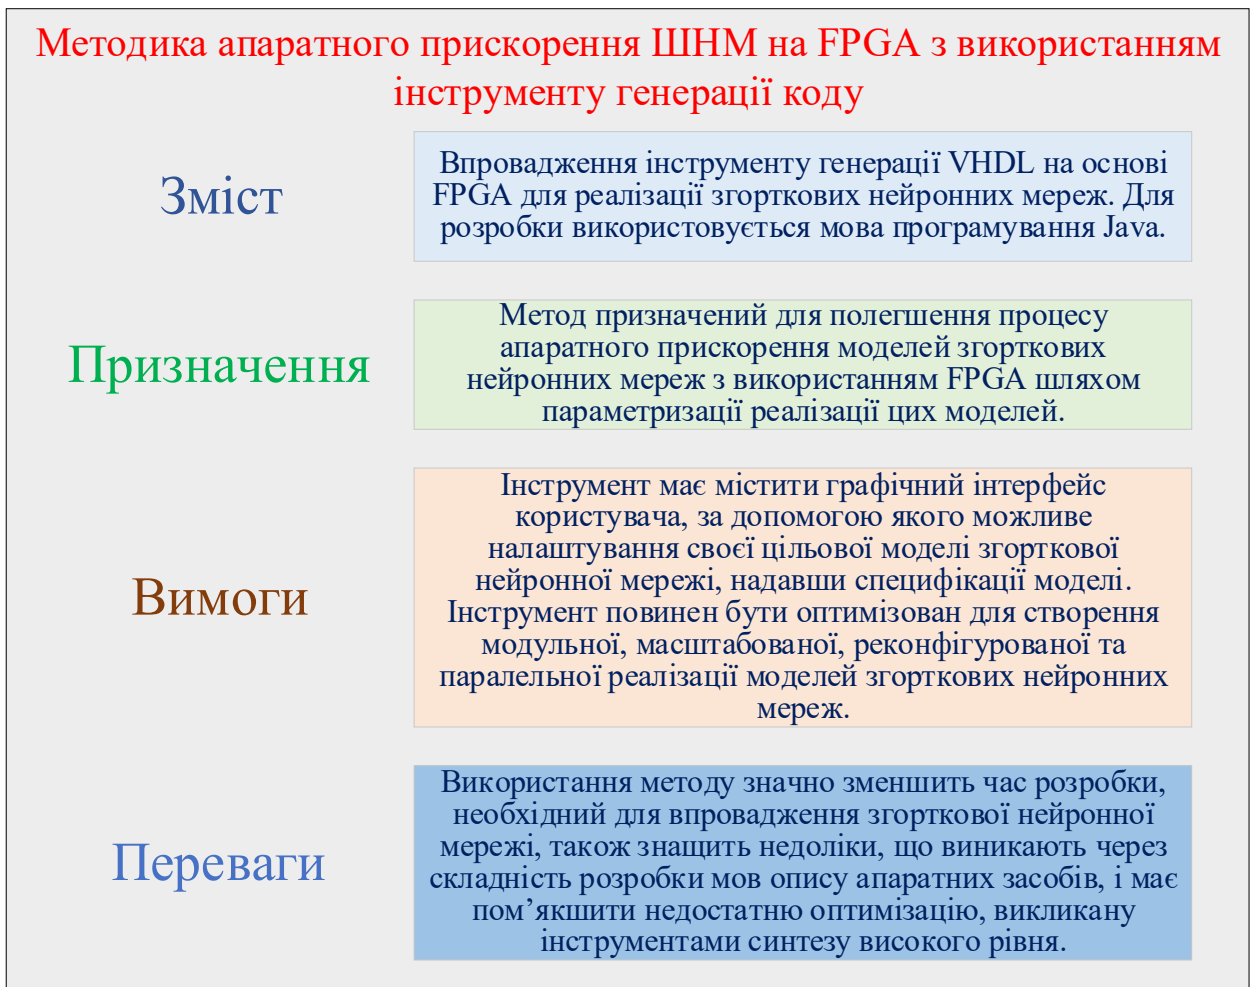 Методика апаратного прискорення ШНМ на FPGA з використанням
інструменту генерації коду
Зміст
Впровадження інструменту генерації VHDL на основі
FPGA для реалізації згорткових нейронних мереж. Для
розробки використовується мова програмування Java.
Призначення
Метод призначений для полегшення процесу
апаратного прискорення моделей згорткових
нейронних мереж з використанням FPGA шляхом
параметризації реалізації цих моделей.
Вимоги
Інструмент має містити графічний інтерфейс
користувача, за допомогою якого можливе
налаштування своєї цільової моделі згорткової
нейронної мережі, надавши специфікації моделі.
Інструмент повинен бути оптимізован для створення
модульної, масштабованої, реконфігурованої та
паралельної реалізації моделей згорткових нейронних
мереж.
Переваги
Використання методу значно зменшить час розробки,
необхідний для впровадження згорткової нейронної
мережі, також знащить недоліки, що виникають через
складність розробки мов опису апаратних засобів, і має
пом’якшити недостатню оптимізацію, викликану
інструментами синтезу високого рівня.